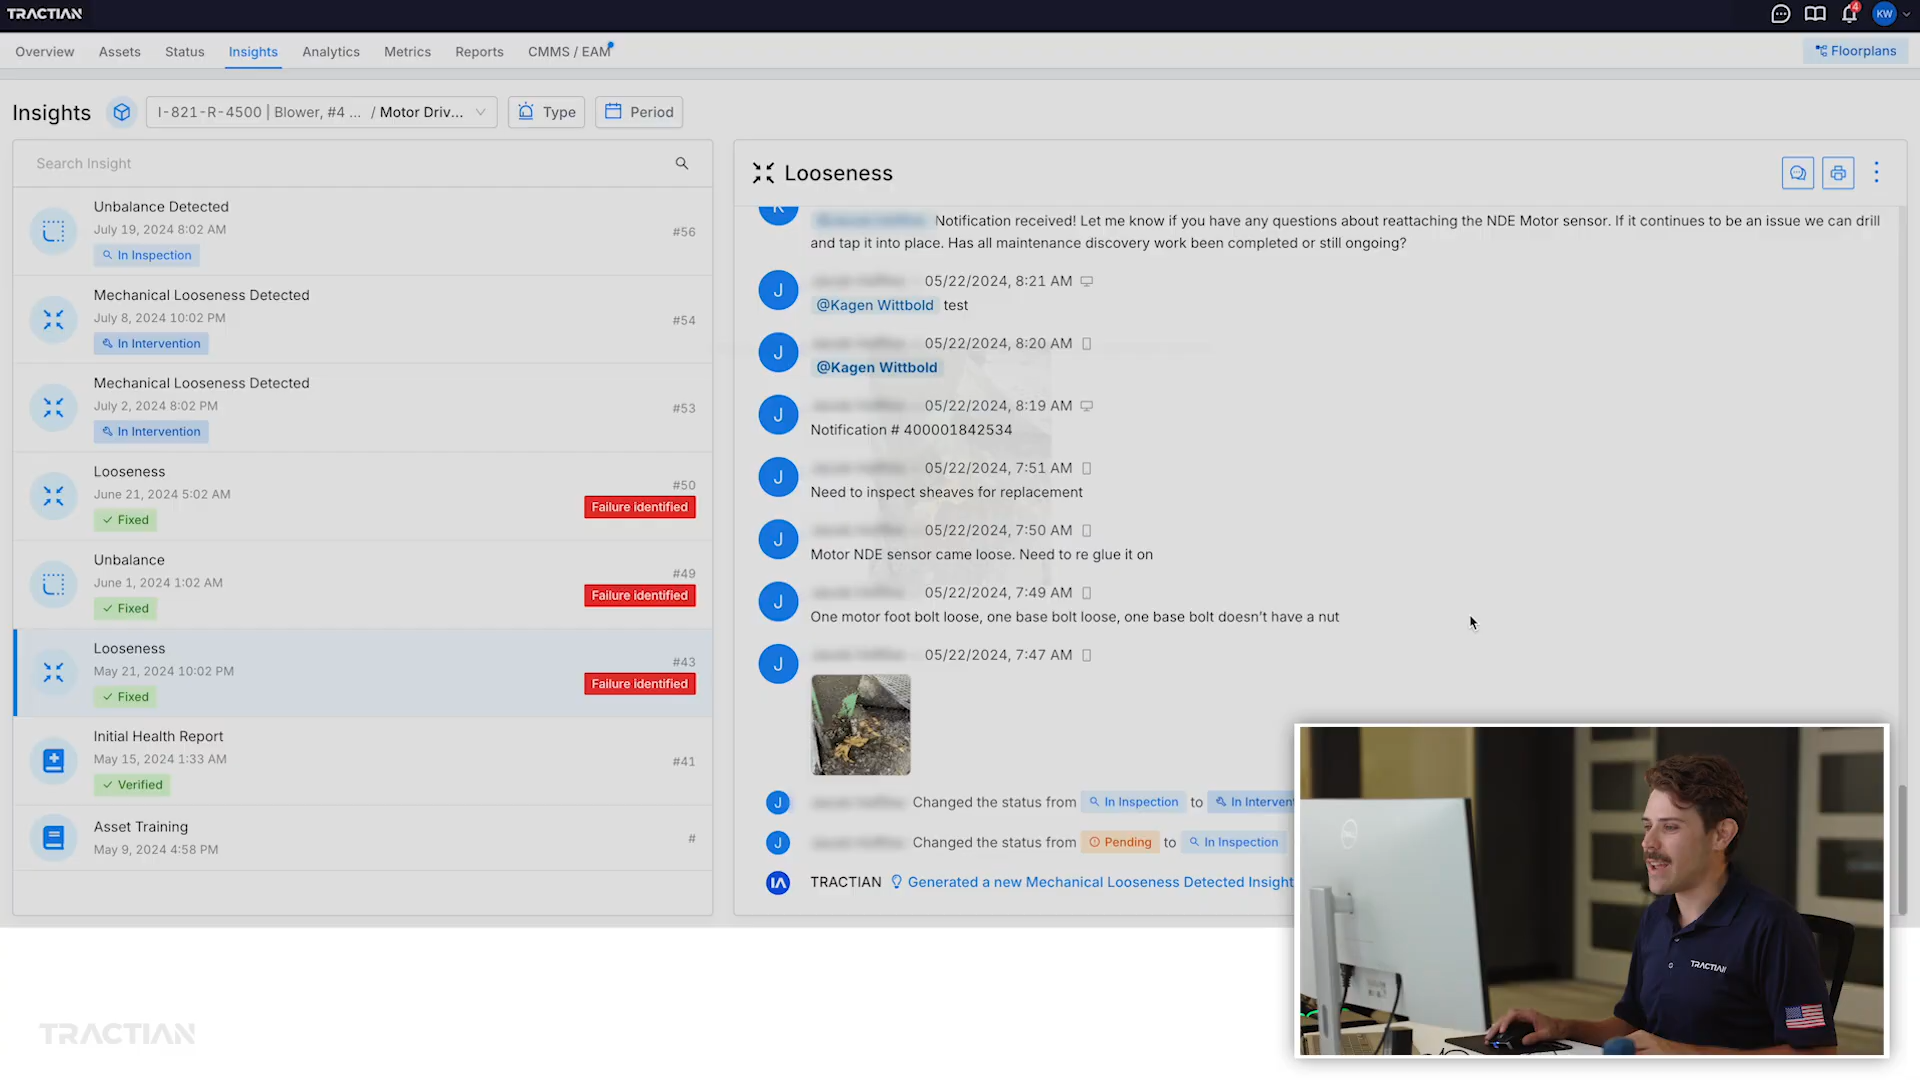 TRACTIAN
4
KW
Overview
Assets
Status
Insights
Analytics
Metrics
Reports
CMMS / EAM
Floorplans
Insights
I-821-R-4500 | Blower, #4 ... / Motor Driv...
Type
Period
Search Insight
Unbalance Detected
July 19, 2024 8:02 AM
#56
In Inspection
Mechanical Looseness Detected
July 8, 2024 10:02 PM
#54
In Intervention
Mechanical Looseness Detected
July 2, 2024 8:02 PM
#53
In Intervention
Looseness
June 21, 2024 5:02 AM
#50
Fixed
Failure identified
Unbalance
June 1, 2024 1:02 AM
#49
Fixed
Failure identified
Looseness
May 21, 2024 10:02 PM
#43
Fixed
Failure identified
Initial Health Report
May 15, 2024 1:33 AM
#41
Verified
Asset Training
May 9, 2024 4:58 PM
#
Looseness
Notification received! Let me know if you have any questions about reattaching the NDE Motor sensor. If it continues to be an issue we can drill
and tap it into place. Has all maintenance discovery work been completed or still ongoing?
J
05/22/2024, 8:21 AM
@Kagen Wittbold test
J
05/22/2024, 8:20 AM
@Kagen Wittbold
J
05/22/2024, 8:19 AM
Notification # 400001842534
J
05/22/2024, 7:51 AM
Need to inspect sheaves for replacement
J
05/22/2024, 7:50 AM
Motor NDE sensor came loose. Need to re glue it on
J
05/22/2024, 7:49 AM
One motor foot bolt loose, one base bolt loose, one base bolt doesn't have a nut
J
05/22/2024, 7:47 AM
J
Changed the status from In Inspection to In Interven
J
Changed the status from Pending to In Inspection
TRACTIAN Generated a new Mechanical Looseness Detected Insight
TRACTIAN
TRACTIAN